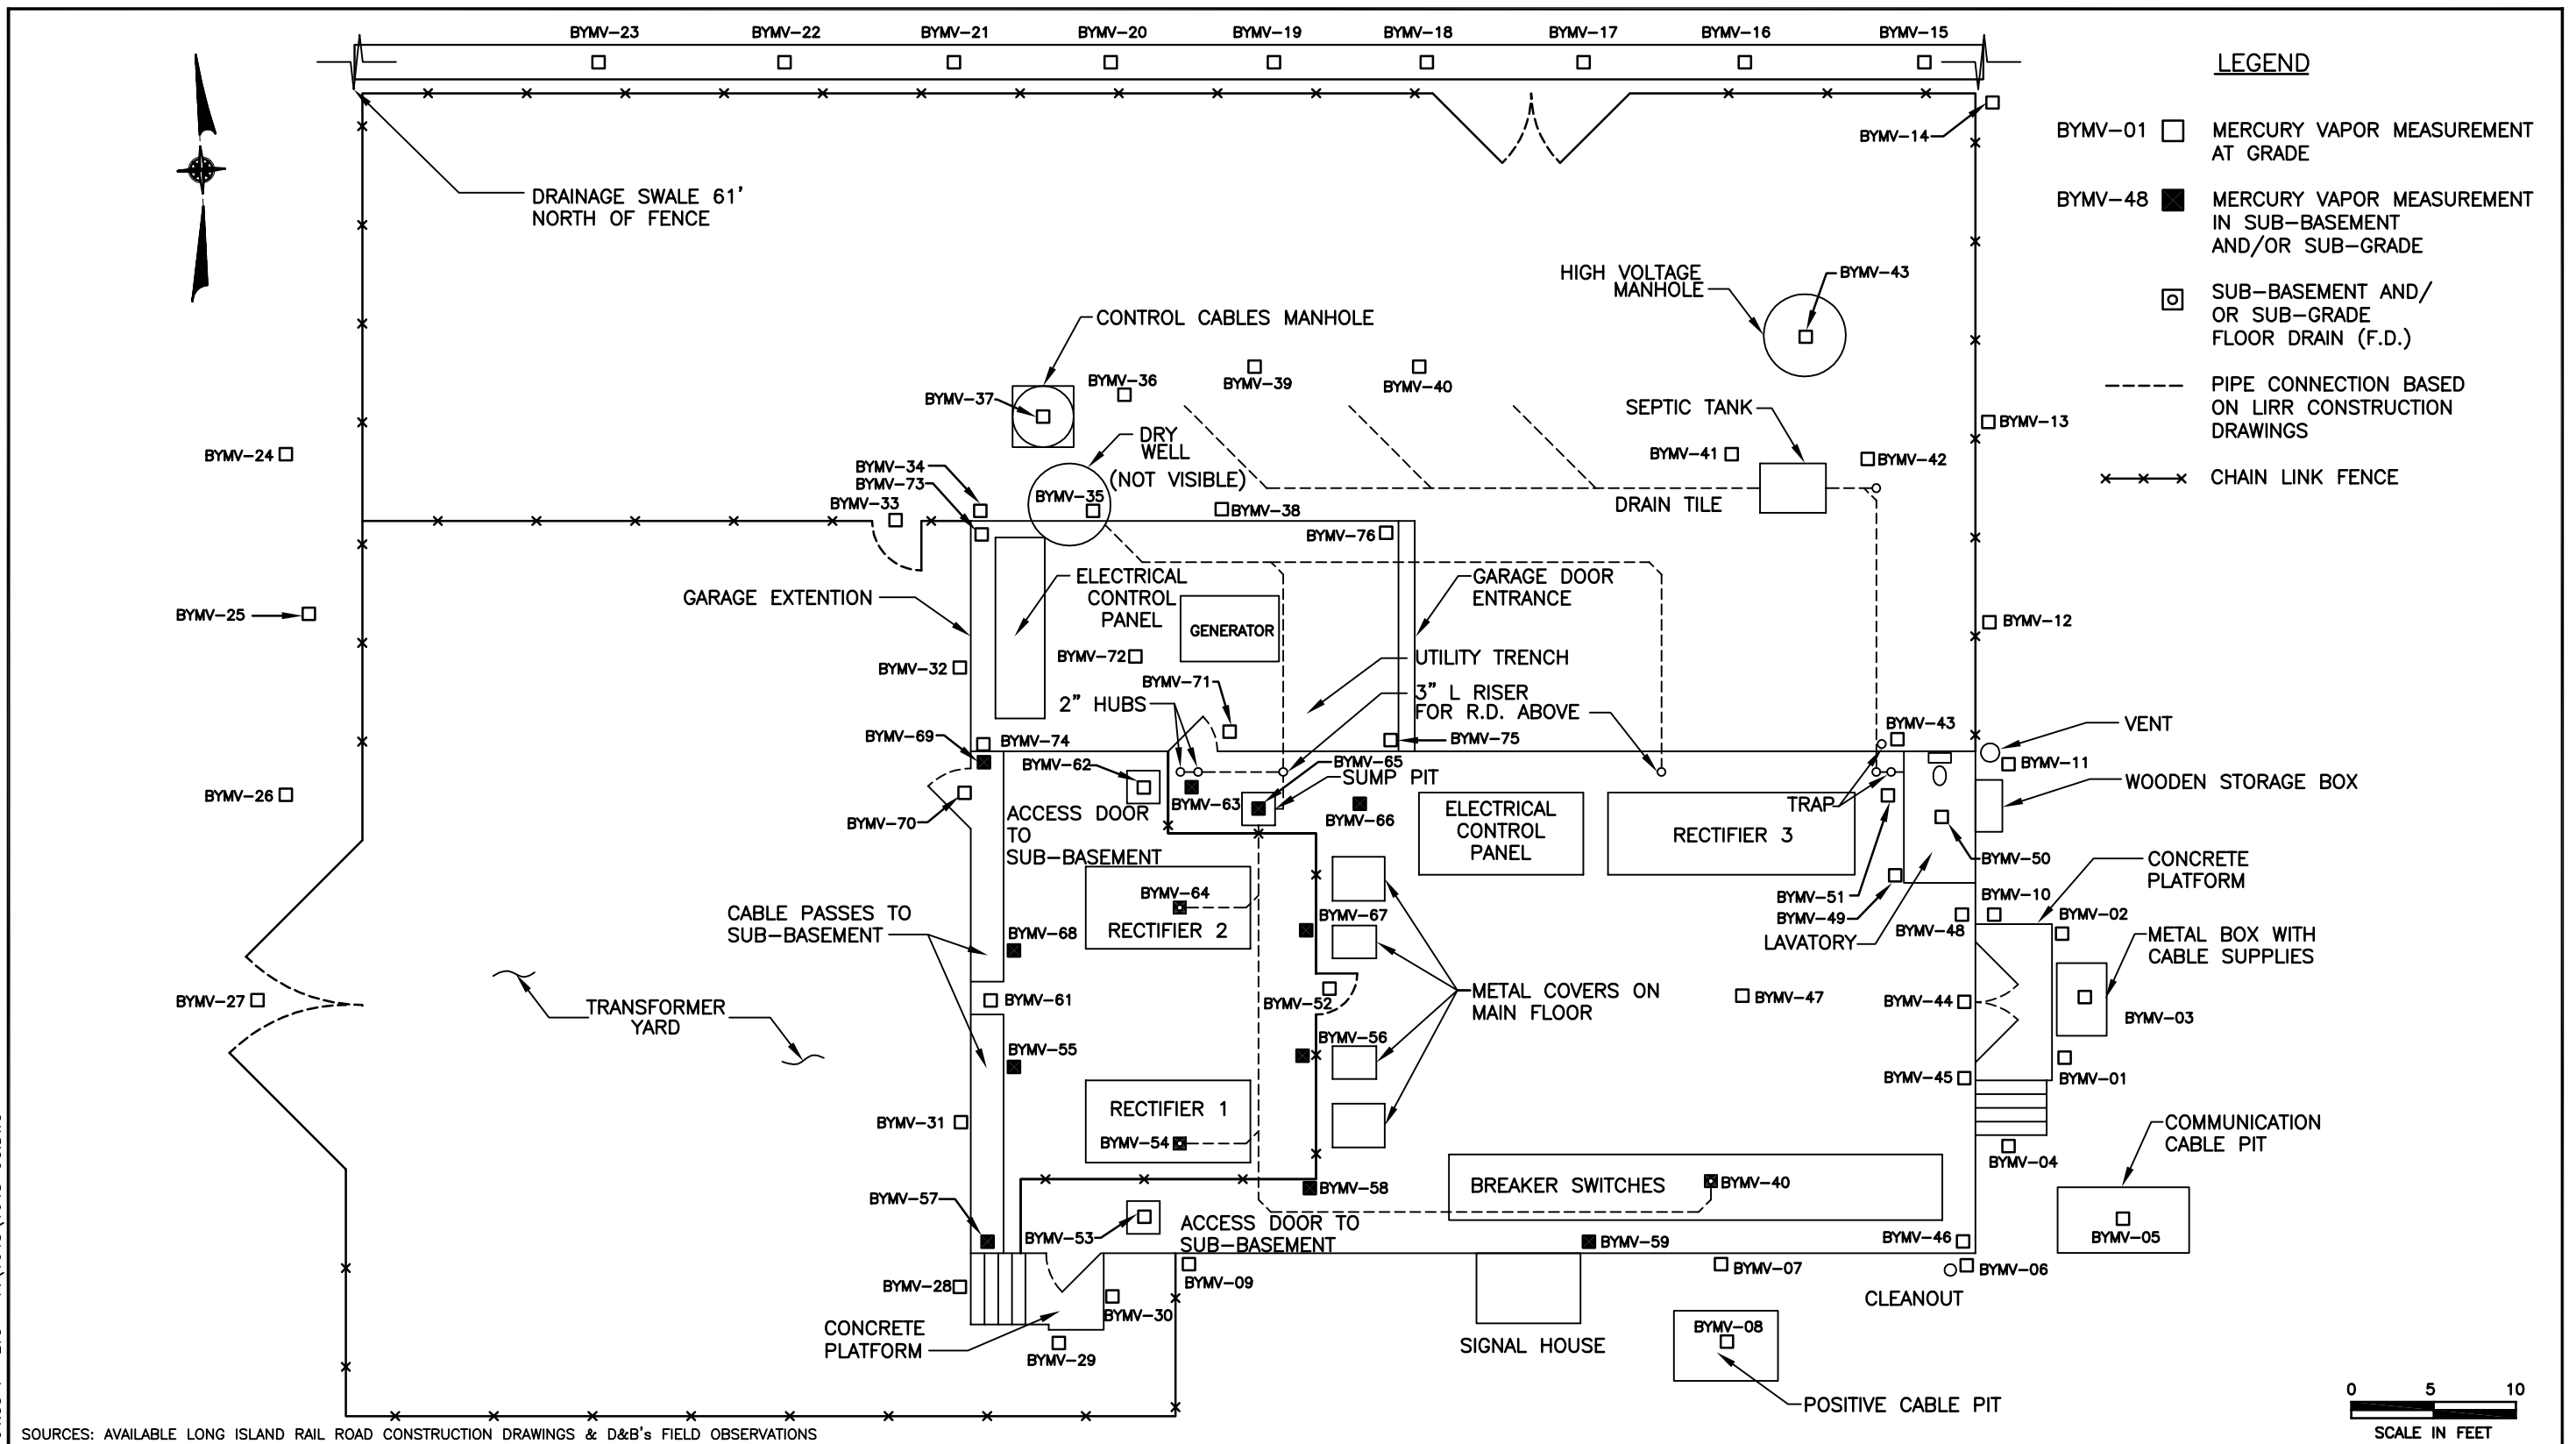 BYMV-23
BYMV-22
BYMV-21
BYMV-20
BYMV-19
BYMV-18
BYMV-17
BYMV-16
BYMV-15
BYMV-14
DRAINAGE SWALE 61'
NORTH OF FENCE
LEGEND
BYMV-01
MERCURY VAPOR MEASUREMENT
AT GRADE
BYMV-48
MERCURY VAPOR MEASUREMENT
IN SUB-BASEMENT
AND/OR SUB-GRADE
SUB-BASEMENT AND/
OR SUB-GRADE
FLOOR DRAIN (F.D.)
PIPE CONNECTION BASED
ON LIRR CONSTRUCTION
DRAWINGS
CHAIN LINK FENCE
HIGH VOLTAGE
MANHOLE
BYMV-43
CONTROL CABLES MANHOLE
BYMV-36
BYMV-37
BYMV-39
BYMV-40
SEPTIC TANK
BYMV-41
BYMV-42
BYMV-13
DRY
WELL
(NOT VISIBLE)
BYMV-24
BYMV-34
BYMV-73
BYMV-33
BYMV-35
BYMV-38
DRAIN TILE
BYMV-76
ELECTRICAL
CONTROL
PANEL
GARAGE EXTENTION
GENERATOR
GARAGE DOOR
ENTRANCE
BYMV-25
BYMV-12
BYMV-32
BYMV-72
BYMV-71
UTILITY TRENCH
2" HUBS
3" L RISER
FOR R.D. ABOVE
BYMV-69
BYMV-74
BYMV-75
BYMV-43
VENT
BYMV-11
BYMV-62
BYMV-65
SUMP PIT
BYMV-63
BYMV-66
WOODEN STORAGE BOX
BYMV-26
BYMV-70
ACCESS DOOR
TO
SUB-BASEMENT
ELECTRICAL
CONTROL
PANEL
RECTIFIER 3
TRAP
BYMV-50
CONCRETE
PLATFORM
BYMV-51
BYMV-49
BYMV-10
BYMV-02
BYMV-48
LAVATORY
METAL BOX WITH
CABLE SUPPLIES
BYMV-64
RECTIFIER 2
BYMV-67
CABLE PASSES TO
SUB-BASEMENT
BYMV-68
BYMV-27
TRANSFORMER
YARD
BYMV-61
BYMV-52
METAL COVERS ON
MAIN FLOOR
BYMV-47
BYMV-44
BYMV-03
BYMV-55
BYMV-56
BYMV-45
BYMV-01
BYMV-31
RECTIFIER 1
BYMV-54
COMMUNICATION
CABLE PIT
BYMV-04
BYMV-57
BYMV-58
BREAKER SWITCHES
BYMV-40
BYMV-53
ACCESS DOOR TO
SUB-BASEMENT
BYMV-59
BYMV-46
BYMV-05
BYMV-28
BYMV-09
BYMV-07
BYMV-06
CLEANOUT
BYMV-30
CONCRETE
PLATFORM
BYMV-29
SIGNAL HOUSE
BYMV-08
POSITIVE CABLE PIT
0 5 10
SCALE IN FEET
SOURCES: AVAILABLE LONG ISLAND RAIL ROAD CONSTRUCTION DRAWINGS & D&B's FIELD OBSERVATIONS